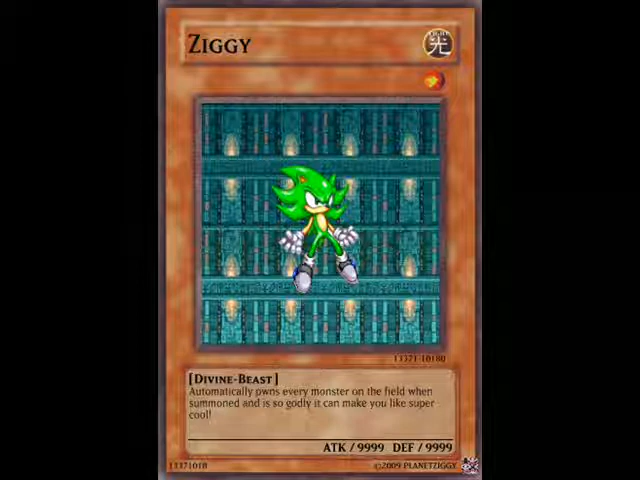 Ziggy
LIGHT
光
13371-10180
[Divine-Beast]
Automatically pwns every monster on the field when
summoned and is so godly it can make you like super
cool!
ATK / 9999 DEF / 9999
13371018
©2009 PLANETZIGGY